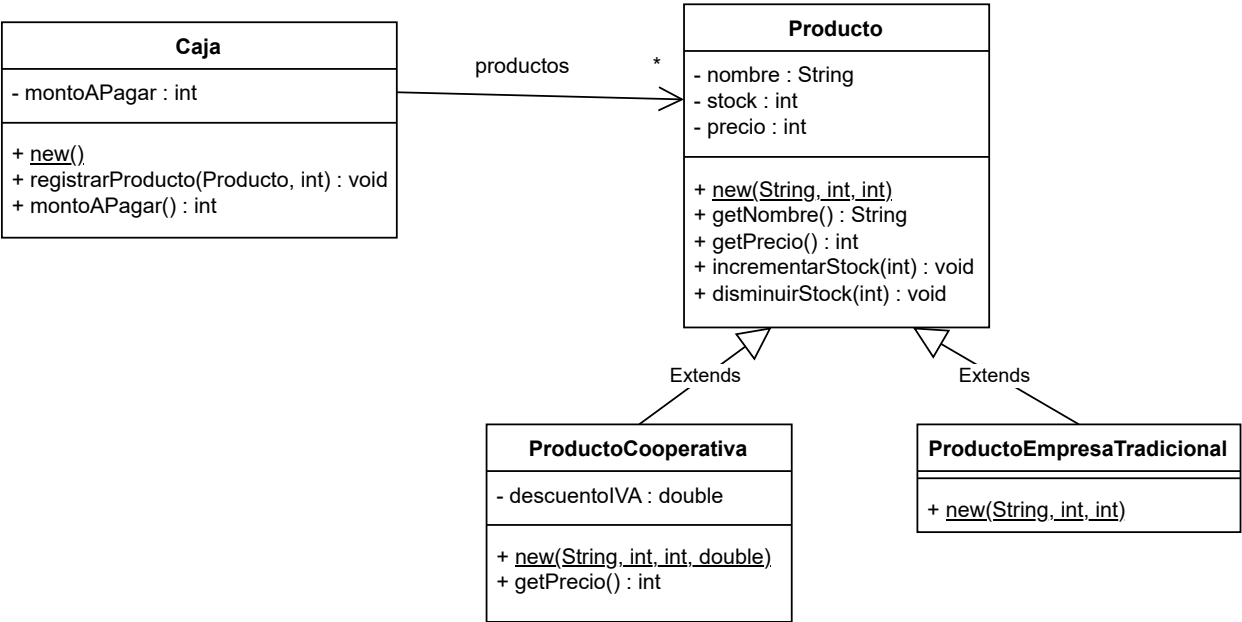 Caja
- montoAPagar : int
+ new()
+ registrarProducto(Producto, int) : void
+ montoAPagar() : int
productos
*
Producto
- nombre : String
- stock : int
- precio : int
+ new(String, int, int)
+ getNombre() : String
+ getPrecio() : int
+ incrementarStock(int) : void
+ disminuirStock(int) : void
Extends
Extends
ProductoCooperativa
- descuentoIVA : double
+ new(String, int, int, double)
+ getPrecio() : int
ProductoEmpresaTradicional
+ new(String, int, int)